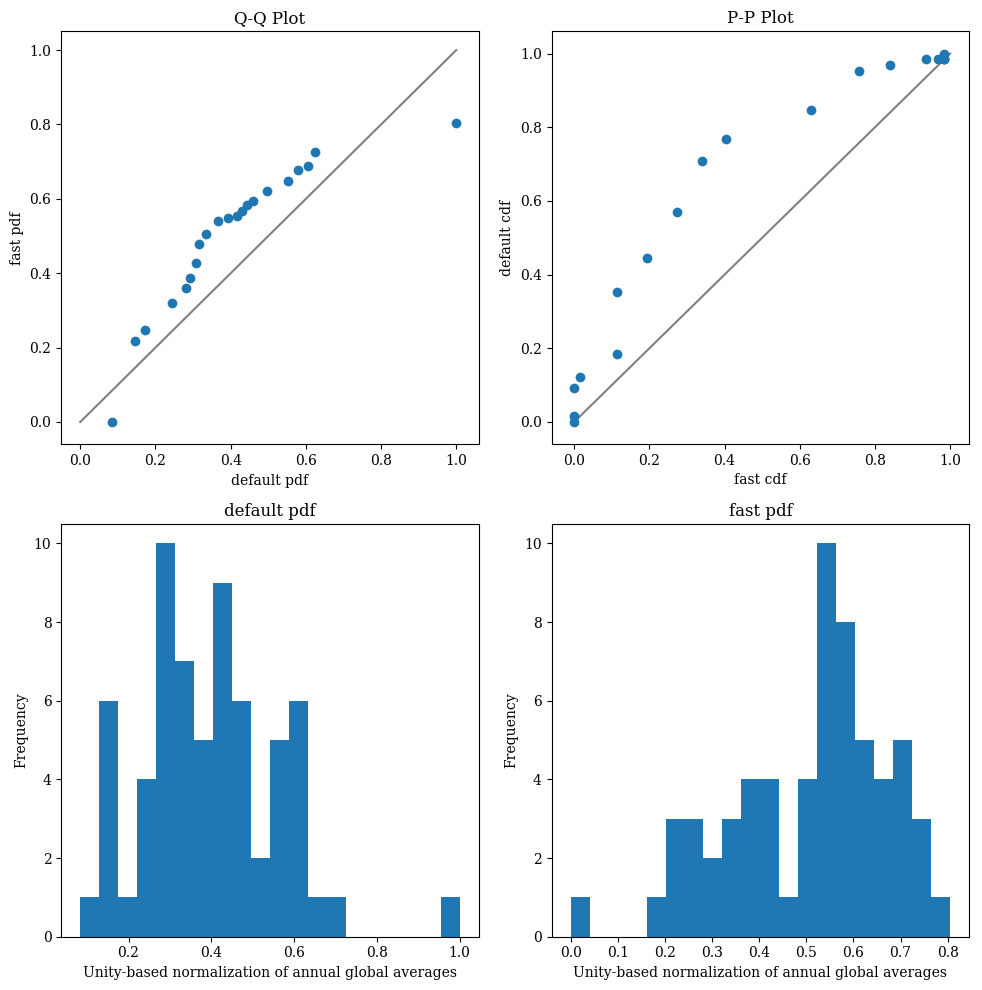 Q-Q Plot
fast pdf
1.0
0.8
0.6
0.4
0.2
0.0
0.0 0.2 0.4 0.6 0.8 1.0
default pdf
P-P Plot
default cdf
1.0
0.8
0.6
0.4
0.2
0.0
0.0 0.2 0.4 0.6 0.8 1.0
fast cdf
default pdf
Frequency
10
8
6
4
2
0
0.2 0.4 0.6 0.8 1.0
Unity-based normalization of annual global averages
fast pdf
Frequency
10
8
6
4
2
0
0.0 0.1 0.2 0.3 0.4 0.5 0.6 0.7 0.8
Unity-based normalization of annual global averages